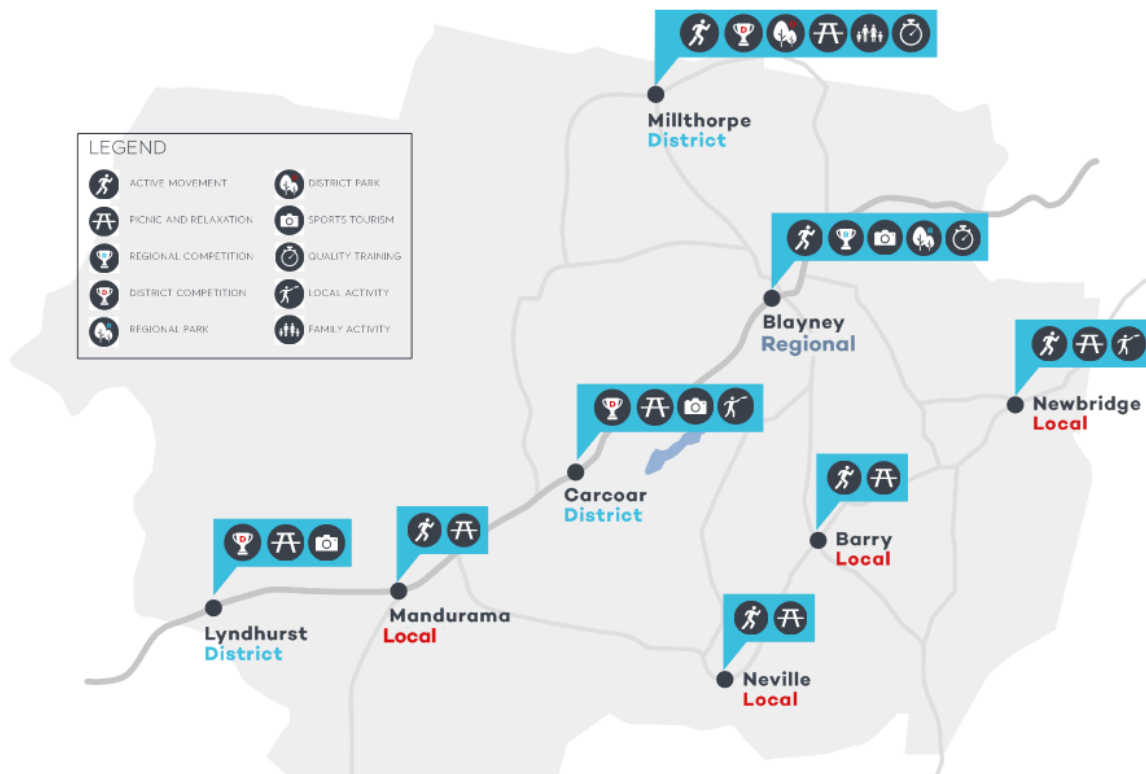 Millthorpe
District
LEGEND
ACTIVE MOVEMENT
PICNIC AND RELAXATION
REGIONAL COMPETITION
DISTRICT COMPETITION
REGIONAL PARK
DISTRICT PARK
SPORTS TOURISM
QUALITY TRAINING
LOCAL ACTIVITY
FAMILY ACTIVITY
Blayney
Regional
Newbridge
Local
Carcoar
District
Barry
Local
Mandurama
Local
Lyndhurst
District
Neville
Local